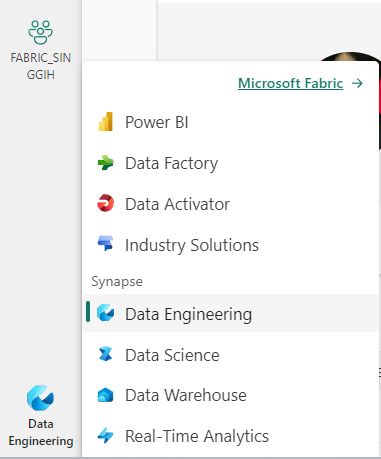 FABRIC_SIN
GGIH
Microsoft Fabric →
Power BI
Data Factory
Data Activator
Industry Solutions
Synapse
Data Engineering
Data Science
Data Warehouse
Real-Time Analytics
Data
Engineering